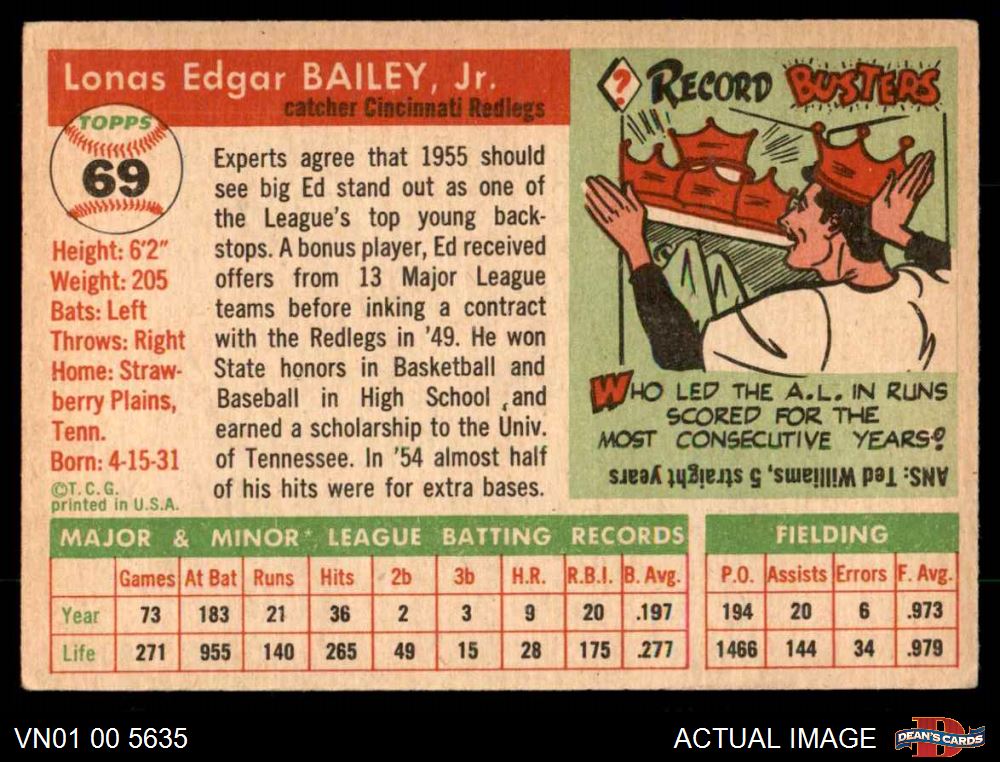 Lonas Edgar BAILEY, Jr.
catcher Cincinnati Redlegs
TOPPS
69
Height: 6'2"
Weight: 205
Bats: Left
Throws: Right
Home: Straw-
berry Plains,
Tenn.
Born: 4-15-31
©T.C.G.
printed in U.S.A.
Experts agree that 1955 should
see big Ed stand out as one of
the League's top young back-
stops. A bonus player, Ed received
offers from 13 Major League
teams before inking a contract
with the Redlegs in '49. He won
State honors in Basketball and
Baseball in High School and
earned a scholarship to the Univ.
of Tennessee. In '54 almost half
of his hits were for extra bases.
? RECORD BUSTERS
WHO LED THE A.L. IN RUNS
SCORED FOR THE
MOST CONSECUTIVE YEARS?
ANS: Ted Williams, 5 straight years
MAJOR & MINOR LEAGUE BATTING RECORDS
Games At Bat Runs Hits 2b 3b H.R. R.B.I. B. Avg.
Year 73 183 21 36 2 3 9 20 .197
Life 271 955 140 265 49 15 28 175 .277
FIELDING
P.O. Assists Errors F. Avg.
194 20 6 .973
1466 144 34 .979
VN01 00 5635
ACTUAL IMAGE
DEAN'S CARDS